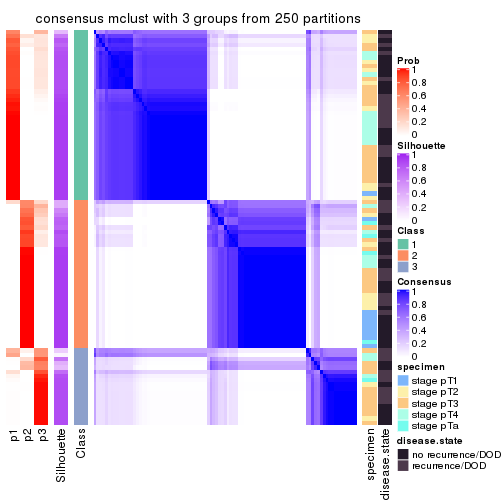 consensus mclust with 3 groups from 250 partitions
Prob
1
0.8
0.6
0.4
0.2
0
Silhouette
1
0.8
0.6
0.4
0.2
0
Class
1
2
3
Consensus
1
0.8
0.6
0.4
0.2
0
specimen
stage pT1
stage pT2
stage pT3
stage pT4
stage pTa
disease.state
no recurrence/DOD
recurrence/DOD
p1
p2
p3
Silhouette
Class
specimen
disease.state